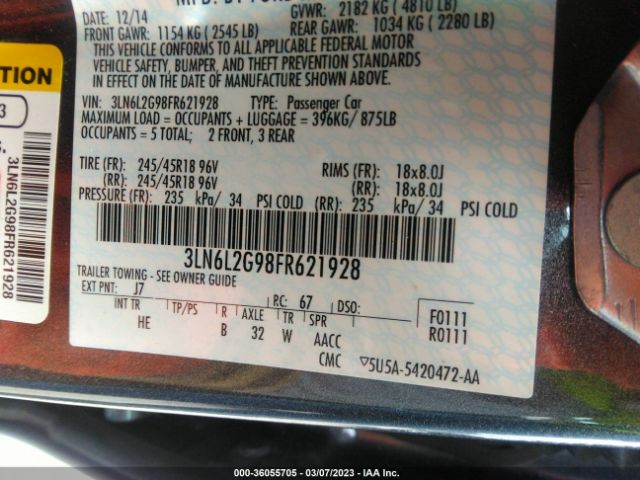 DATE: 12/14
GVWR: 2182 KG ( 4810 LB)
FRONT GAWR: 1154 KG ( 2545 LB)
REAR GAWR: 1034 KG ( 2280 LB)
THIS VEHICLE CONFORMS TO ALL APPLICABLE FEDERAL MOTOR
VEHICLE SAFETY, BUMPER, AND THEFT PREVENTION STANDARDS
IN EFFECT ON THE DATE OF MANUFACTURE SHOWN ABOVE.
VIN: 3LN6L2G98FR621928 TYPE: Passenger Car
MAXIMUM LOAD = OCCUPANTS + LUGGAGE = 396KG/ 875LB
OCCUPANTS = 5 TOTAL; 2 FRONT, 3 REAR
TIRE (FR): 245/45R18 96V RIMS (FR): 18x8.0J
(RR): 245/45R18 96V (RR): 18x8.0J
PRESSURE (FR): 235 kPa/ 34 PSI COLD (RR): 235 kPa/ 34 PSI COLD
3LN6L2G98FR621928
TRAILER TOWING - SEE OWNER GUIDE
EXT PNT: J7 RC: 67 DSO:
INT TR TP/PS R AXLE TR SPR
HE B 32 W AACC
CMC
F0111
R0111
▽5U5A-5420472-AA
3LN6L2G98FR621928
000-36055705 - 03/07/2023 - IAA Inc.